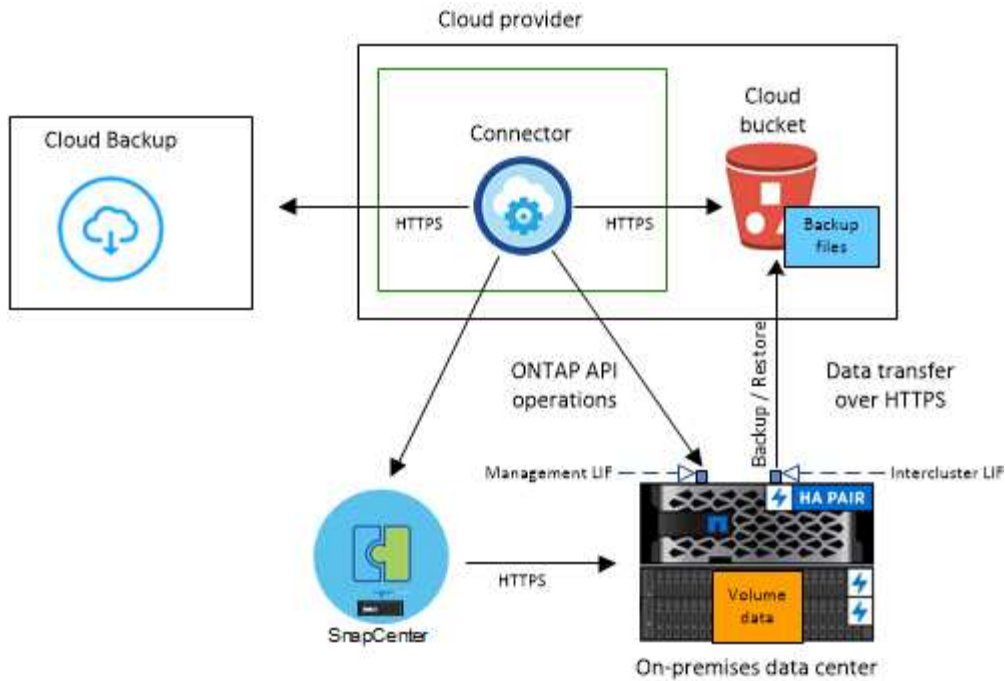 Cloud provider
Cloud Backup
Connector
Cloud
bucket
HTTPS
HTTPS
Backup
files
ONTAP API
operations
Backup / Restore
Data transfer
over HTTPS
Management LIF
Intercluster LIF
HA PAIR
HTTPS
Volume
data
SnapCenter
On-premises data center